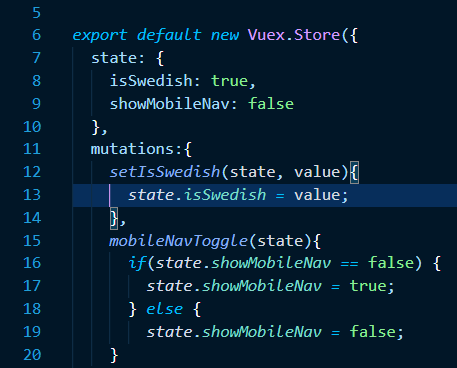 5
6 export default new Vuex.Store({
7 state: {
8 isSwedish: true,
9 showMobileNav: false
10 },
11 mutations:{
12 setIsSwedish(state, value){
13 state.isSwedish = value;
14 },
15 mobileNavToggle(state){
16 if(state.showMobileNav == false) {
17 state.showMobileNav = true;
18 } else {
19 state.showMobileNav = false;
20 }